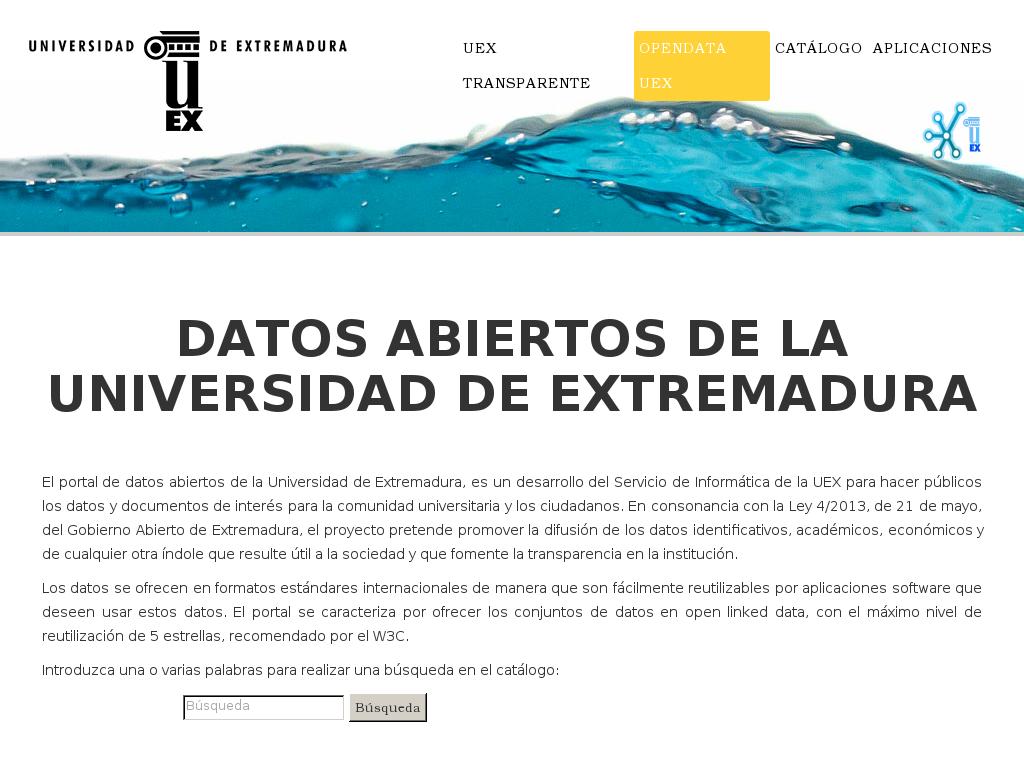 UNIVERSIDAD DE EXTREMADURA
UEX
UEX TRANSPARENTE
OPENDATA UEX
CATÁLOGO
APLICACIONES
EX
DATOS ABIERTOS DE LA
UNIVERSIDAD DE EXTREMADURA
El portal de datos abiertos de la Universidad de Extremadura, es un desarrollo del Servicio de Informática de la UEX para hacer públicos
los datos y documentos de interés para la comunidad universitaria y los ciudadanos. En consonancia con la Ley 4/2013, de 21 de mayo,
del Gobierno Abierto de Extremadura, el proyecto pretende promover la difusión de los datos identificativos, académicos, económicos y
de cualquier otra índole que resulte útil a la sociedad y que fomente la transparencia en la institución.
Los datos se ofrecen en formatos estándares internacionales de manera que son fácilmente reutilizables por aplicaciones software que
deseen usar estos datos. El portal se caracteriza por ofrecer los conjuntos de datos en open linked data, con el máximo nivel de
reutilización de 5 estrellas, recomendado por el W3C.
Introduzca una o varias palabras para realizar una búsqueda en el catálogo:
Búsqueda
Búsqueda